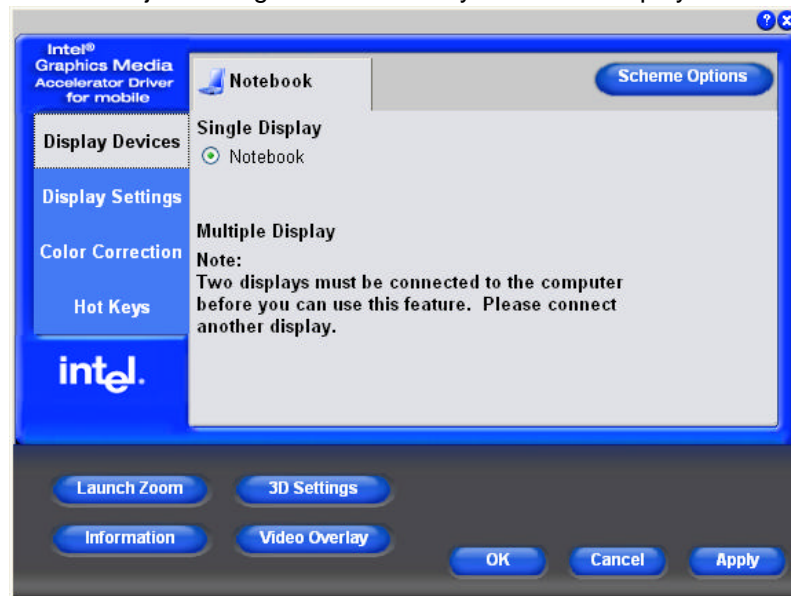 Intel®
Graphics Media
Accelerator Driver
for mobile
Notebook
Scheme Options
Display Devices
Display Settings
Color Correction
Hot Keys
intel.
Single Display
Notebook
Multiple Display
Note:
Two displays must be connected to the computer
before you can use this feature. Please connect
another display.
Launch Zoom
3D Settings
Information
Video Overlay
OK
Cancel
Apply